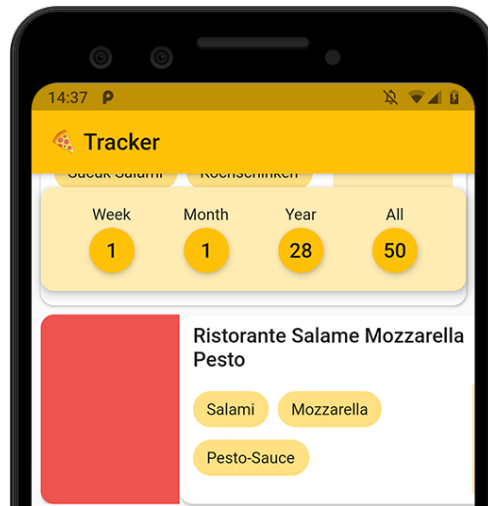 14:37
Tracker
Sucuk Salami Kochschinken
Week Month Year All
1 1 28 50
Ristorante Salame Mozzarella
Pesto
Salami Mozzarella
Pesto-Sauce